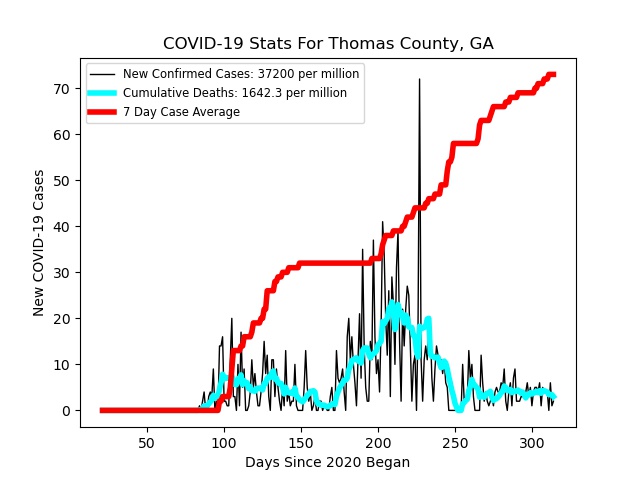 COVID-19 Stats For Thomas County, GA
New Confirmed Cases: 37200 per million
Cumulative Deaths: 1642.3 per million
7 Day Case Average
New COVID-19 Cases
70
60
50
40
30
20
10
0
50 100 150 200 250 300
Days Since 2020 Began